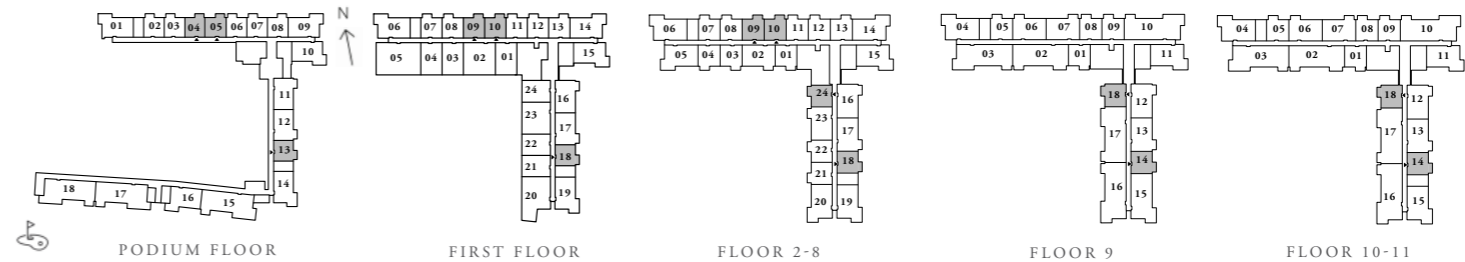 01 02 03 04 05 06 07 08 09
10
11
12
13
14
18 17 16 15
PODIUM FLOOR
N
06 07 08 09 10 11 12 13 14
05 04 03 02 01 15
24 16
23 17
22
21 18
20 19
FIRST FLOOR
06 07 08 09 10 11 12 13 14
05 04 03 02 01 15
24 16
23 17
22
21 18
20 19
FLOOR 2-8
04 05 06 07 08 09 10
03 02 01 11
18 12
17 13
14
16 15
FLOOR 9
04 05 06 07 08 09 10
03 02 01 11
18 12
17 13
14
16 15
FLOOR 10-11